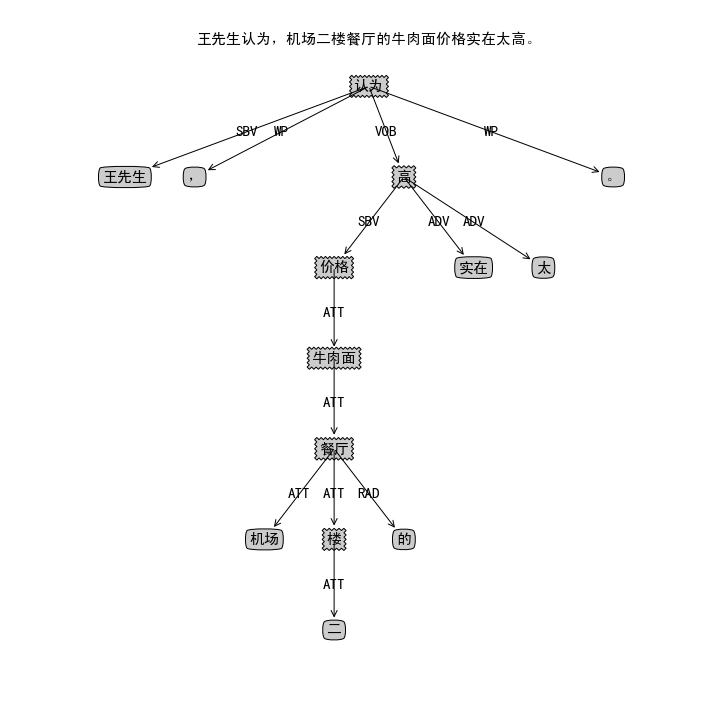 王先生认为，机场二楼餐厅的牛肉面价格实在太高。
认为
SBV WP VOB WP
王先生 ， 高 。
SBV ADV ADV
价格 实在 太
ATT
牛肉面
ATT
餐厅
ATT ATT RAD
机场 楼 的
ATT
二